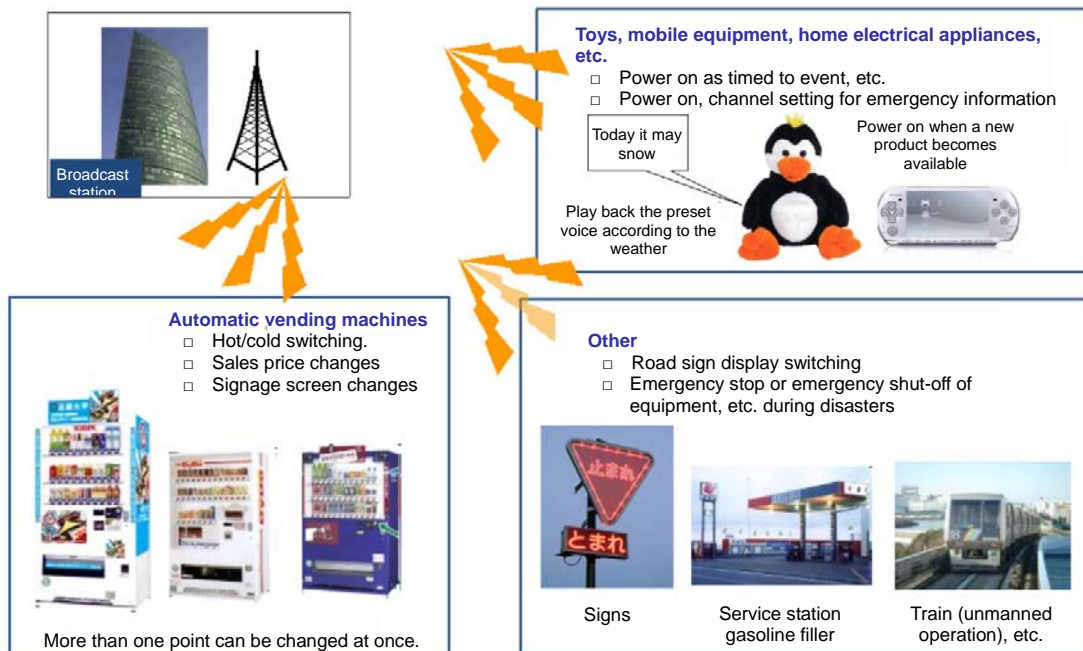 Broadcast
station
Toys, mobile equipment, home electrical appliances,
etc.
□ Power on as timed to event, etc.
□ Power on, channel setting for emergency information
Today it may
snow
Power on when a new
product becomes
available
Play back the preset
voice according to the
weather
Automatic vending machines
□ Hot/cold switching.
□ Sales price changes
□ Signage screen changes
More than one point can be changed at once.
Other
□ Road sign display switching
□ Emergency stop or emergency shut-off of
equipment, etc. during disasters
止まれ
とまれ
Signs
Service station
gasoline filler
Train (unmanned
operation), etc.